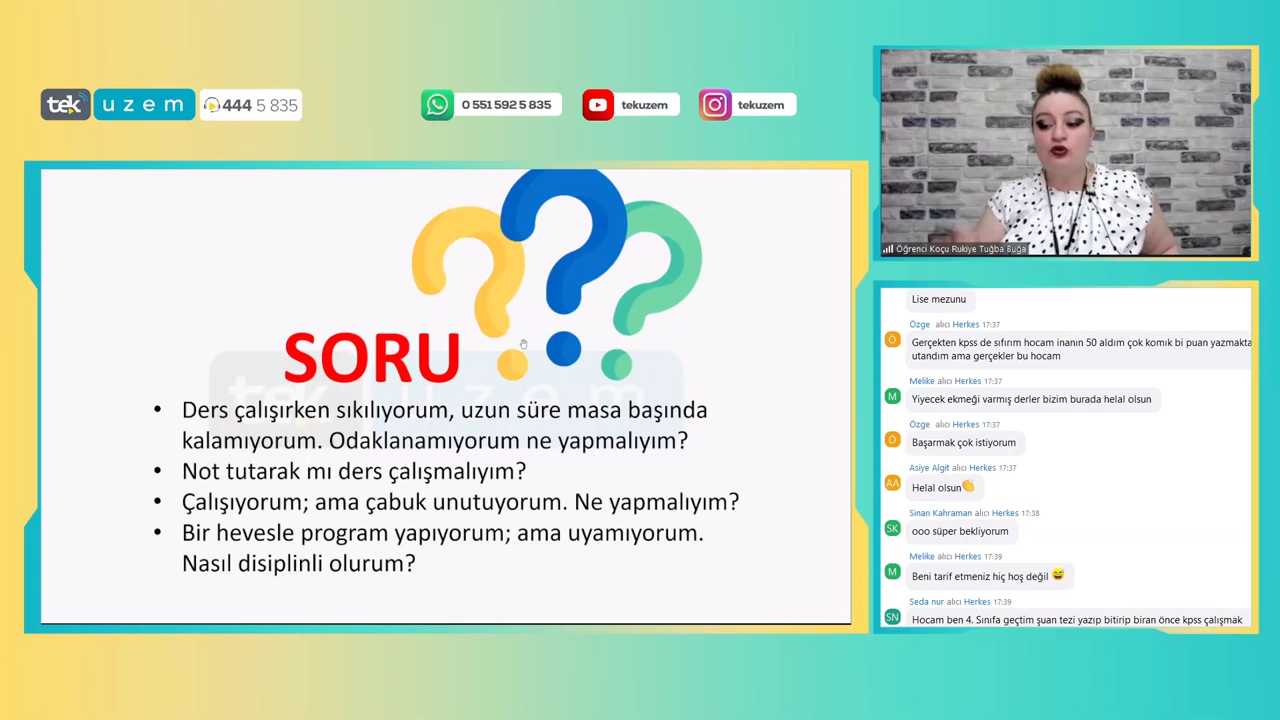 tek uzem 444 5 835
0 551 592 5 835
tekuzem
tekuzem
SORU
tek uzem
• Ders çalışırken sıkılıyorum, uzun süre masa başında
kalamıyorum. Odaklanamıyorum ne yapmalıyım?
• Not tutarak mı ders çalışmalıyım?
• Çalışıyorum; ama çabuk unutuyorum. Ne yapmalıyım?
• Bir hevesle program yapıyorum; ama uyamıyorum.
Nasıl disiplinli olurum?
Öğrenci Koçu Rukiye Tuğba Buğa
Lise mezunu
Özge alıcı Herkes 17:37
Ö
Gerçekten kpss de sıfırım hocam inanın 50 aldım çok komik bi puan yazmakta
utandım ama gerçekler bu hocam
Melike alıcı Herkes 17:37
M
Yiyecek ekmeği varmış derler bizim burada helal olsun
Özge alıcı Herkes 17:37
Ö
Başarmak çok istiyorum
Asiye Algit alıcı Herkes 17:37
AA
Helal olsun👏
Sinan Kahraman alıcı Herkes 17:38
SK
ooo süper bekliyorum
Melike alıcı Herkes 17:39
M
Beni tarif etmeniz hiç hoş değil 😅
Seda nur alıcı Herkes 17:39
SN
Hocam ben 4. Sınıfa geçtim şuan tezi yazıp bitirip biran önce kpss çalışmak